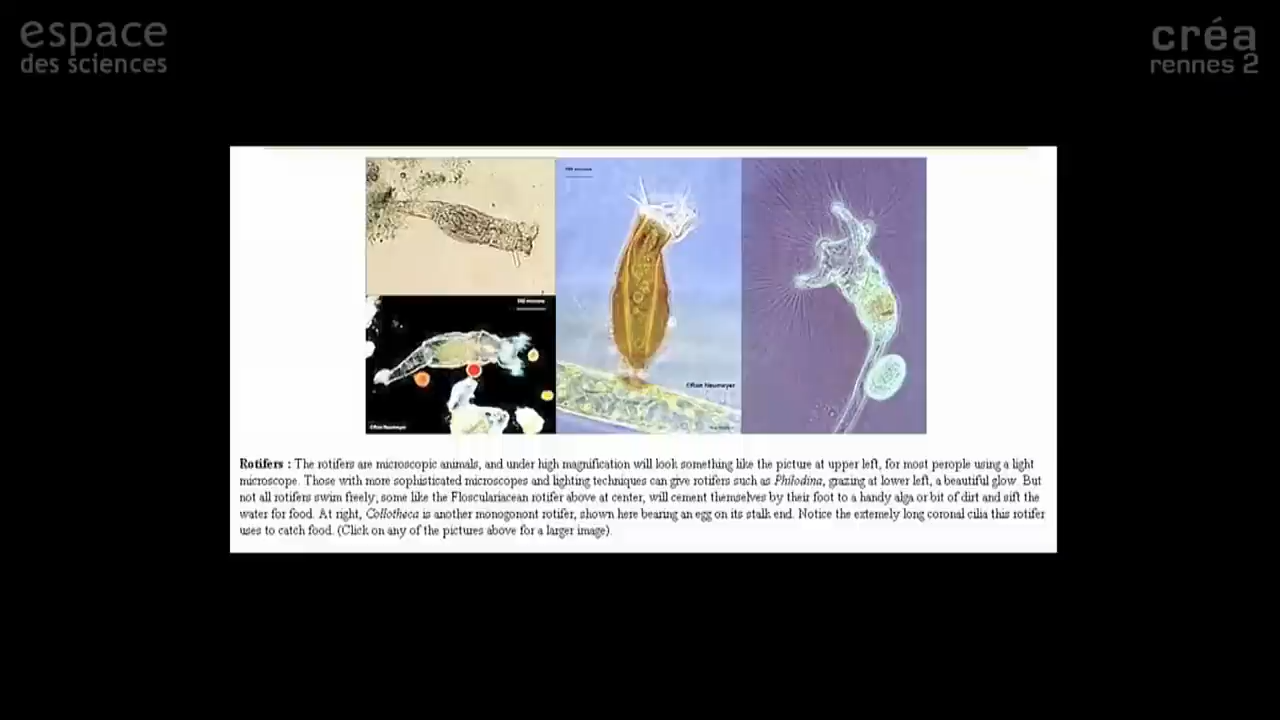 espace
des sciences
créa
rennes 2
©Ron Neumeyer
©Ron Neumeyer
Rotifers : The rotifers are microscopic animals, and under high magnification will look something like the picture at upper left, for most perople using a light
microscope. Those with more sophisticated microscopes and lighting techniques can give rotifers such as Philodina, grazing at lower left, a beautiful glow. But
not all rotifers swim freely; some like the Flosculariacean rotifer above at center, will cement themselves by their foot to a handy alga or bit of dirt and sift the
water for food. At right, Collotheca is another monogonont rotifer, shown here bearing an egg on its stalk end. Notice the extemely long coronal cilia this rotifer
uses to catch food. (Click on any of the pictures above for a larger image).